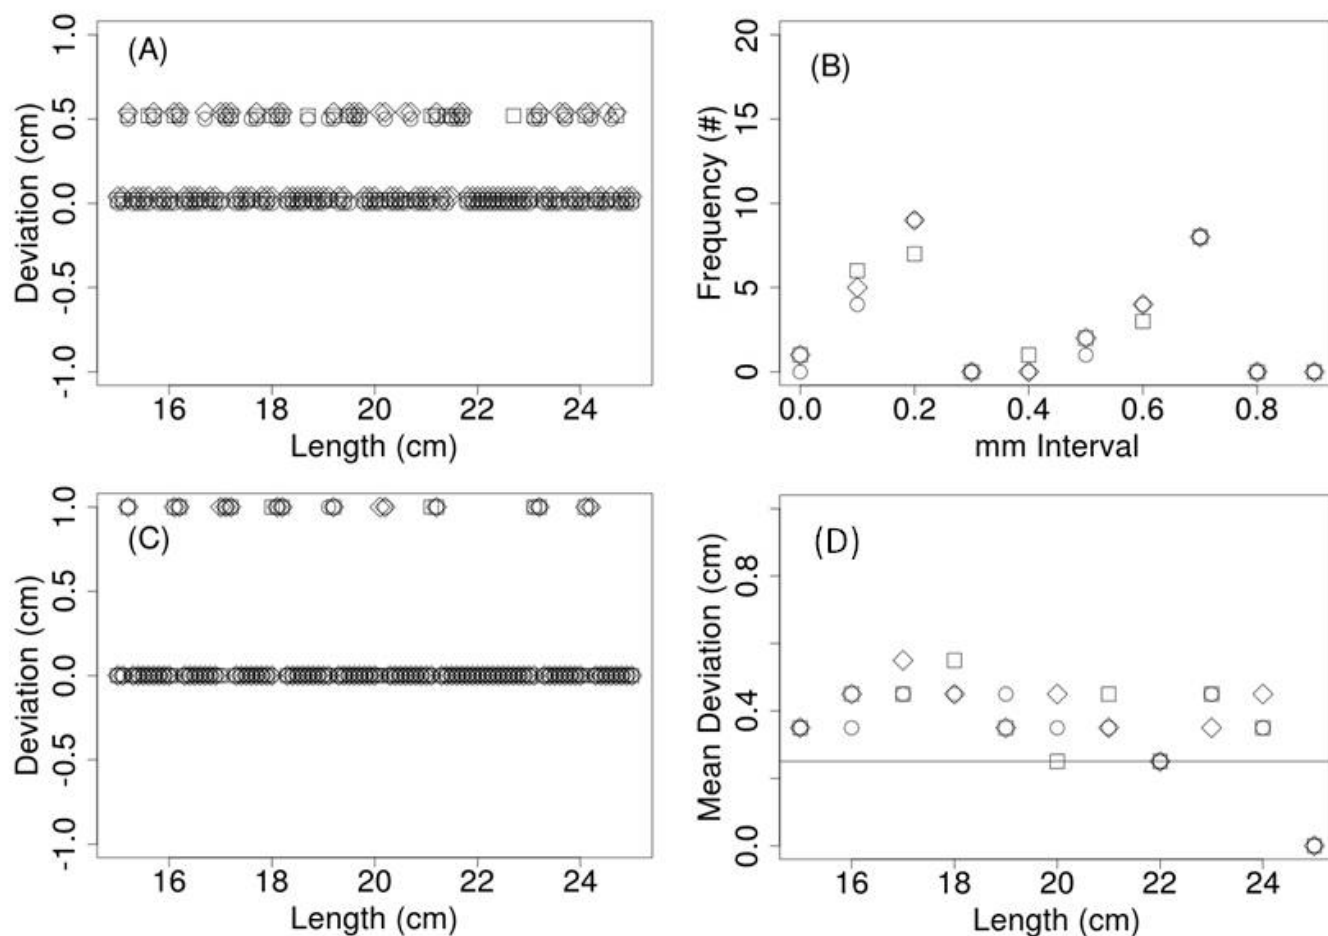 (A)
1.0
0.5
0.0
-0.5
-1.0
Deviation (cm)
16 18 20 22 24
Length (cm)
(B)
20
15
10
5
0
Frequency (#)
0.0 0.2 0.4 0.6 0.8
mm Interval
(C)
1.0
0.5
0.0
-0.5
-1.0
Deviation (cm)
16 18 20 22 24
Length (cm)
(D)
0.8
0.4
0.0
Mean Deviation (cm)
16 18 20 22 24
Length (cm)